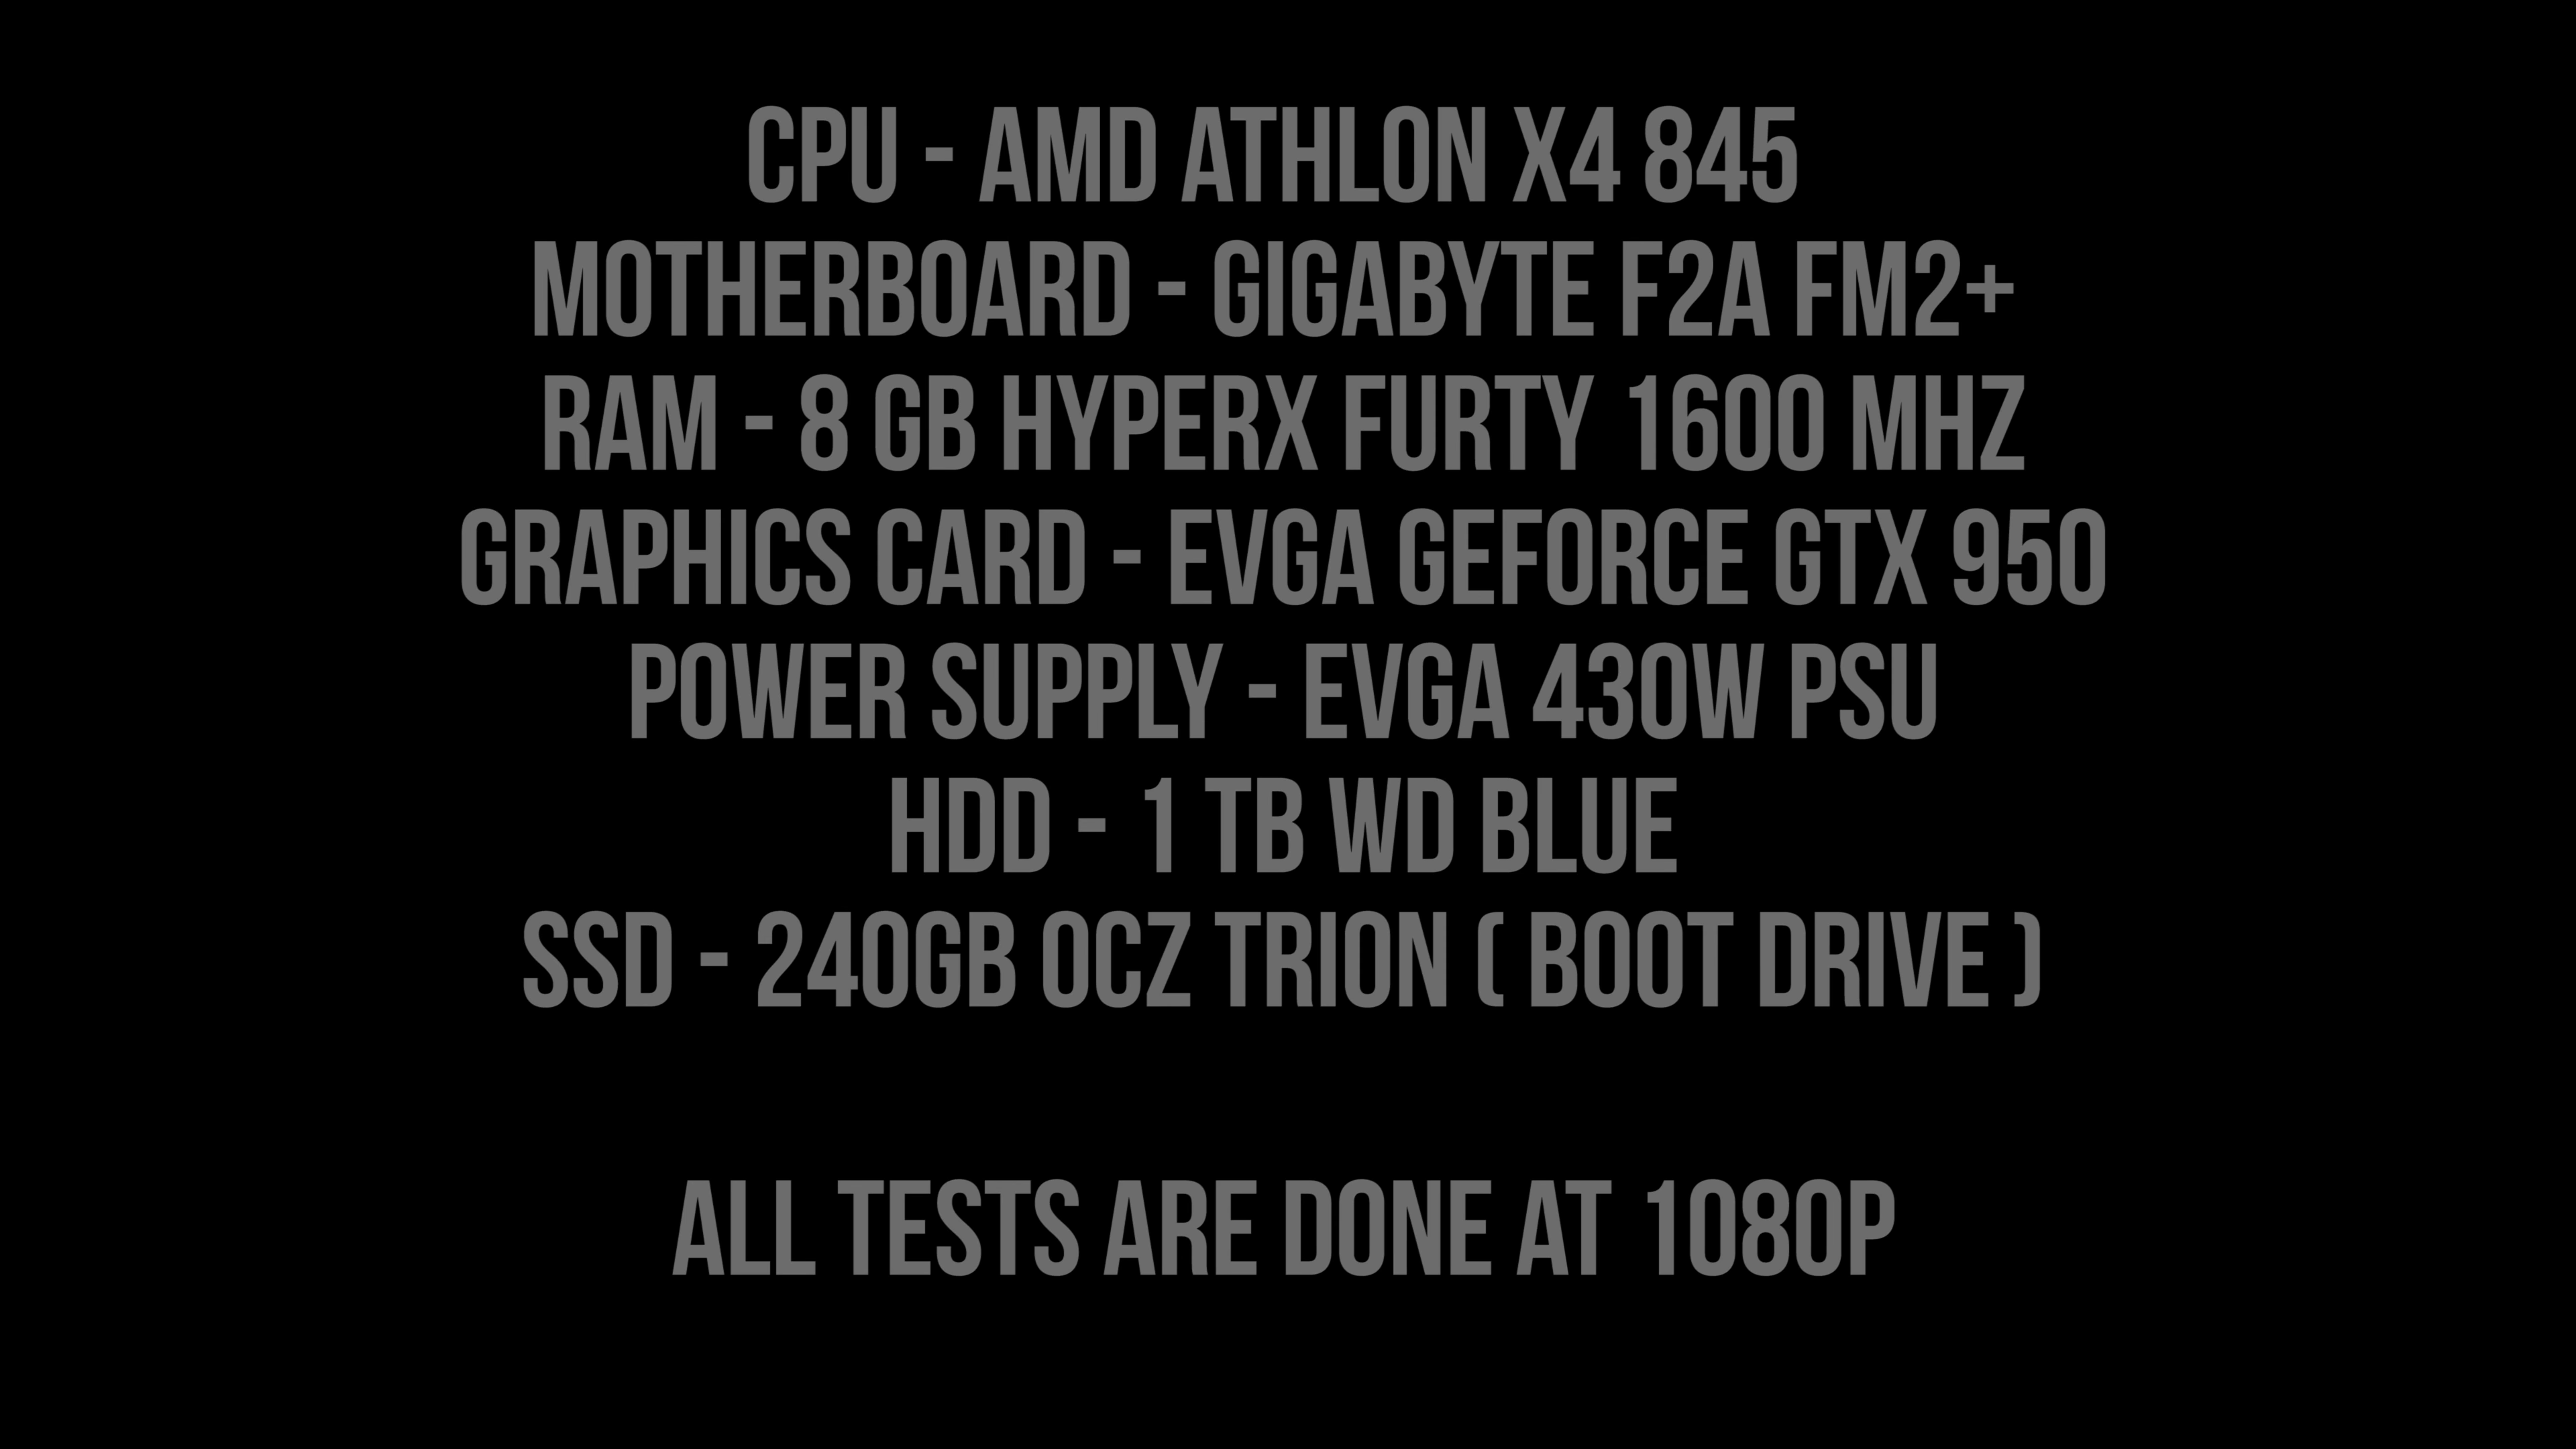 CPU - AMD ATHLON X4 845
MOTHERBOARD - GIGABYTE F2A FM2+
RAM - 8 GB HYPERX FURTY 1600 MHZ
GRAPHICS CARD - EVGA GEFORCE GTX 950
POWER SUPPLY - EVGA 430W PSU
HDD - 1 TB WD BLUE
SSD - 240GB OCZ TRION ( BOOT DRIVE )
ALL TESTS ARE DONE AT 1080P